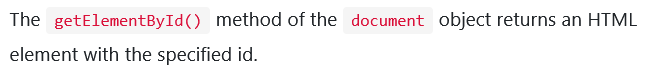 The getElementById() method of the document object returns an HTML
element with the specified id.